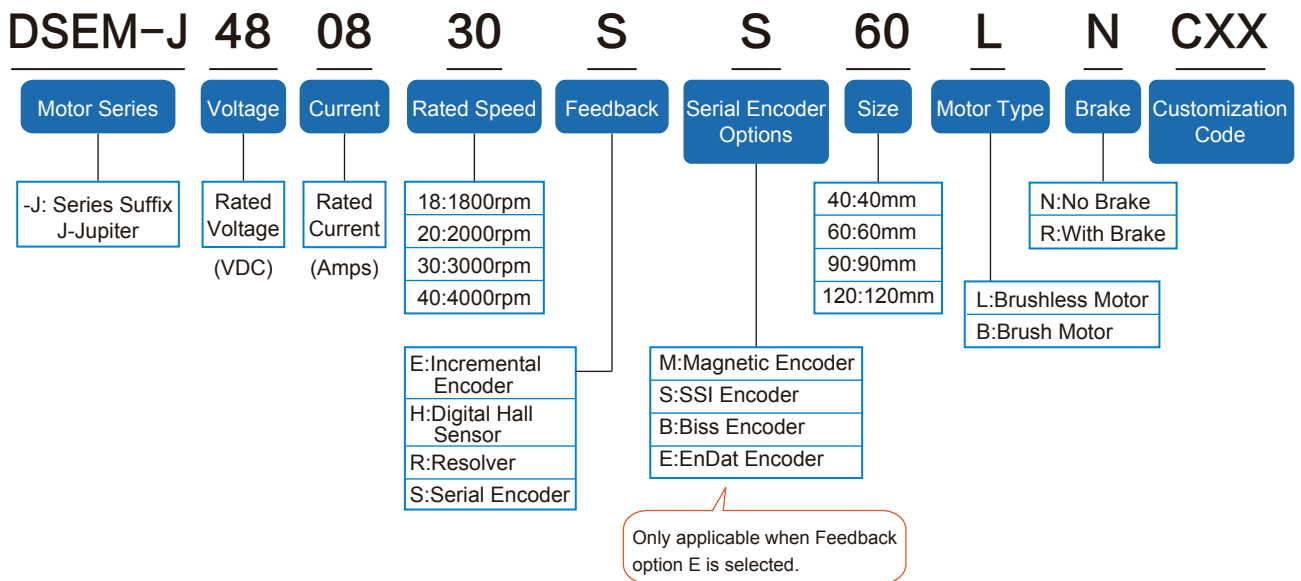 DSEM-J 48 08 30 S S 60 L N CXX
Motor Series
Voltage
Current
Rated Speed
Feedback
Serial Encoder
Options
Size
Motor Type
Brake
Customization
Code
-J: Series Suffix
J-Jupiter
Rated
Voltage
(VDC)
Rated
Current
(Amps)
18:1800rpm
20:2000rpm
30:3000rpm
40:4000rpm
E:Incremental
Encoder
H:Digital Hall
Sensor
R:Resolver
S:Serial Encoder
M:Magnetic Encoder
S:SSI Encoder
B:Biss Encoder
E:EnDat Encoder
Only applicable when Feedback
option E is selected.
40:40mm
60:60mm
90:90mm
120:120mm
L:Brushless Motor
B:Brush Motor
N:No Brake
R:With Brake